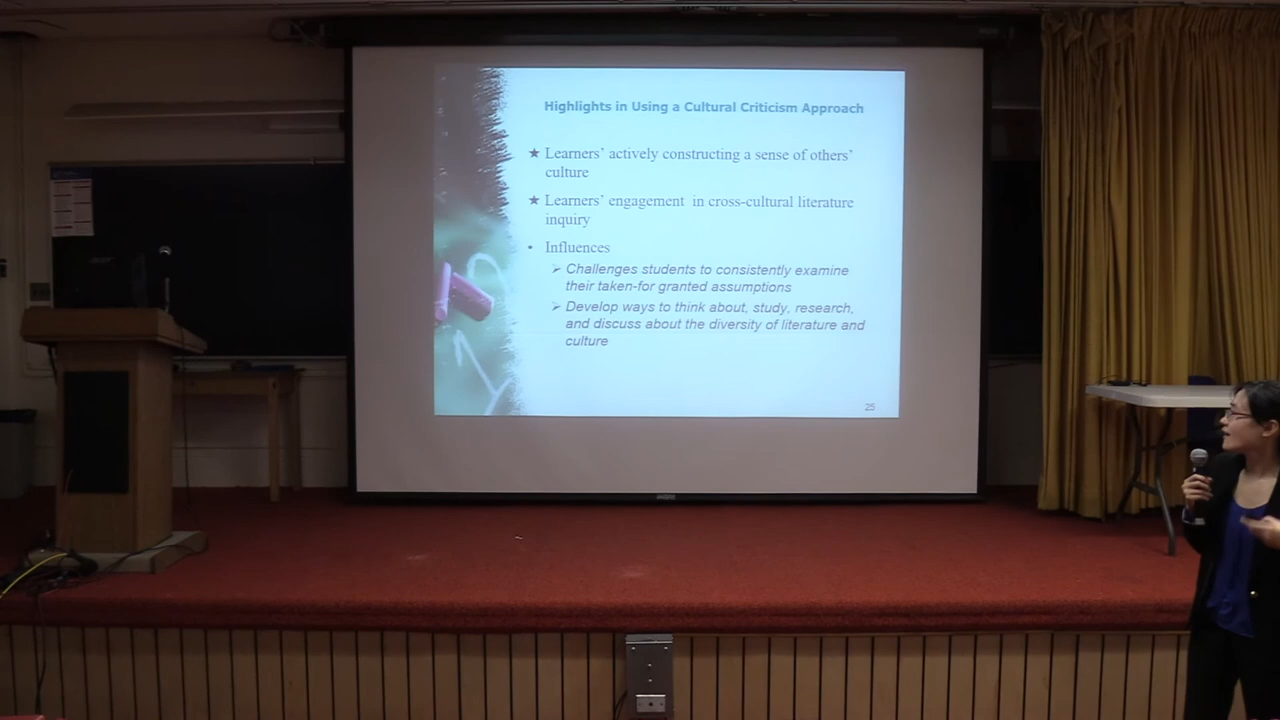 Highlights in Using a Cultural Criticism Approach
★ Learners' actively constructing a sense of others'
culture
★ Learners' engagement in cross-cultural literature
inquiry
• Influences
➢ Challenges students to consistently examine
their taken-for granted assumptions
➢ Develop ways to think about, study, research,
and discuss about the diversity of literature and
culture
25